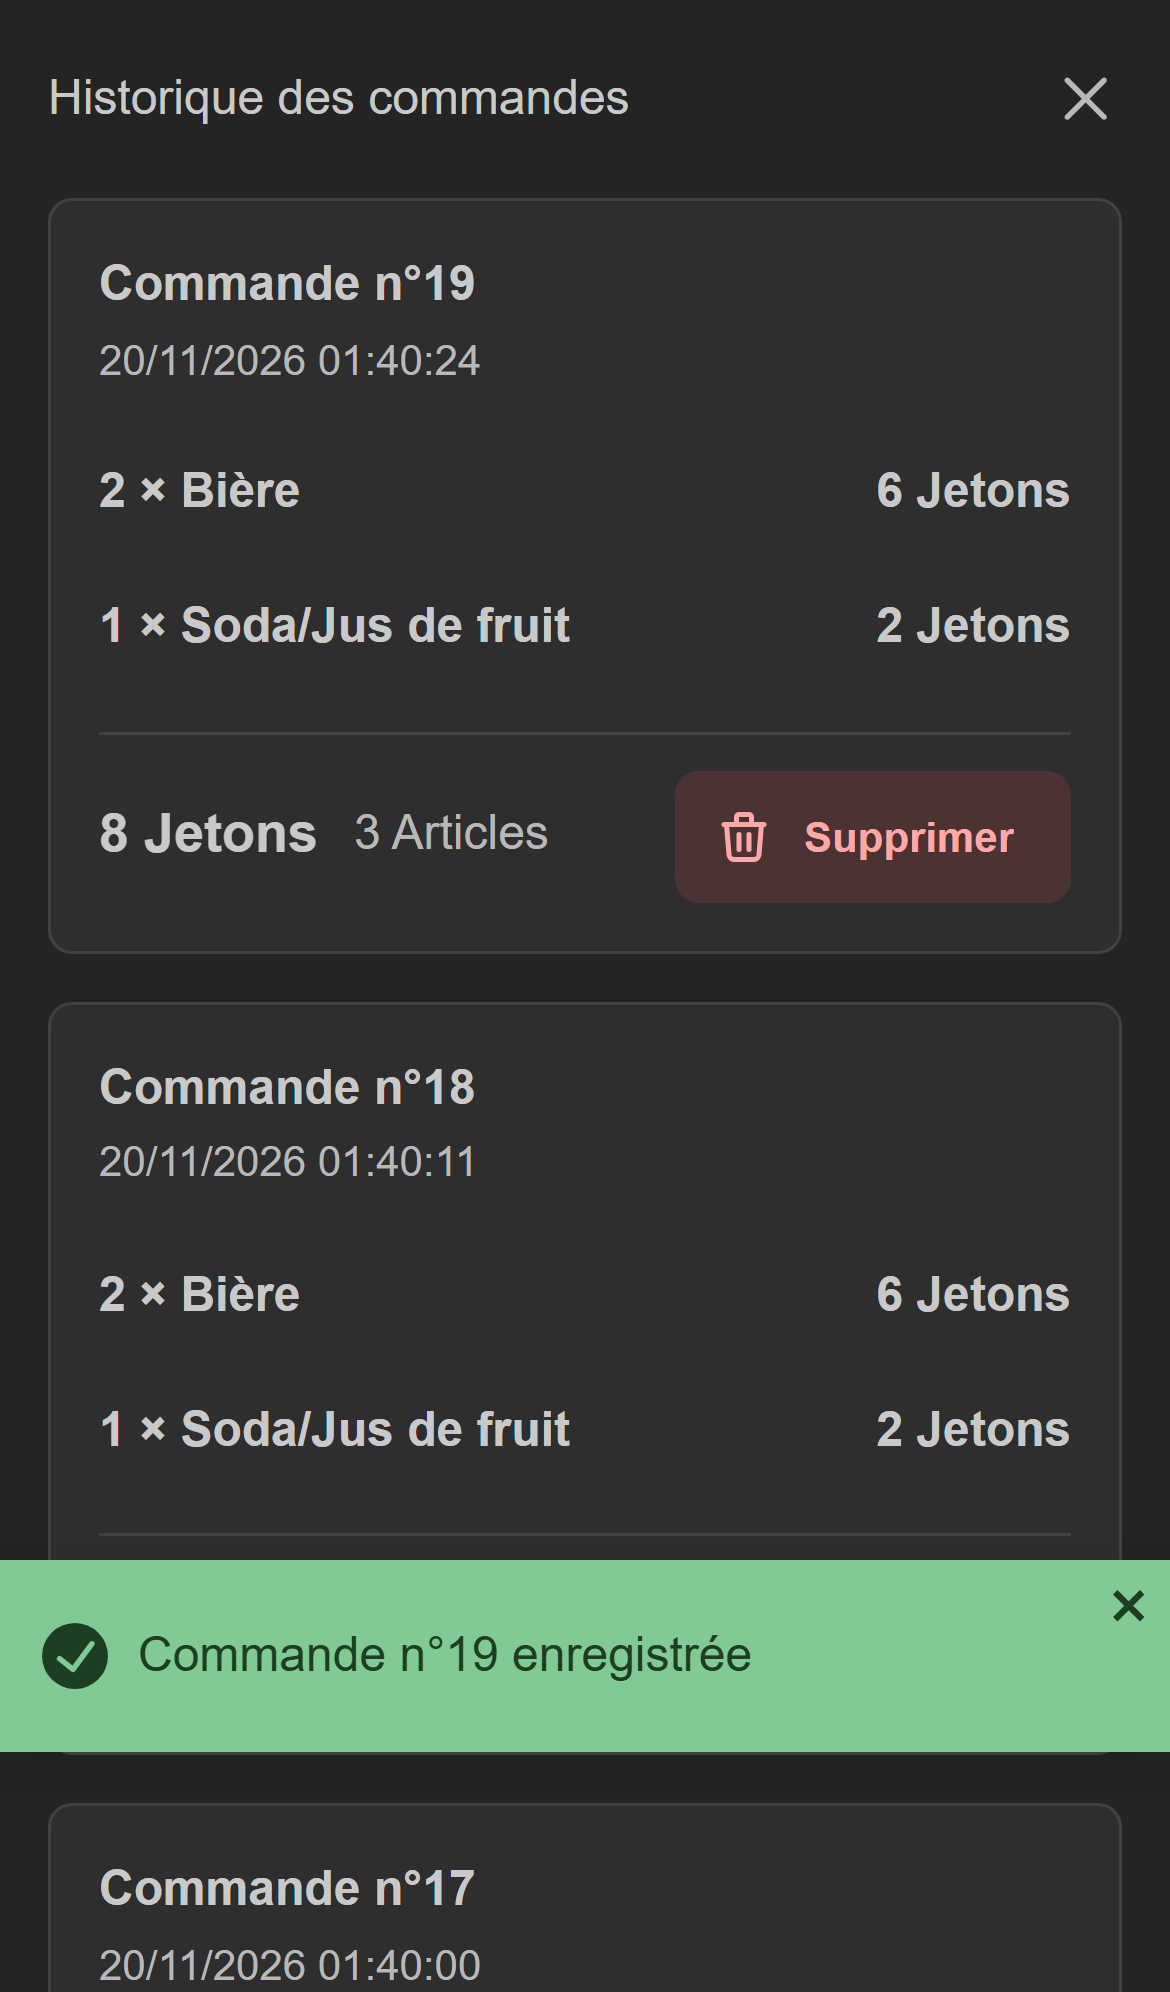 Historique des commandes
Commande n°19
20/11/2026 01:40:24
2 × Bière 6 Jetons
1 × Soda/Jus de fruit 2 Jetons
8 Jetons 3 Articles Supprimer
Commande n°18
20/11/2026 01:40:11
2 × Bière 6 Jetons
1 × Soda/Jus de fruit 2 Jetons
Commande n°19 enregistrée
Commande n°17
20/11/2026 01:40:00